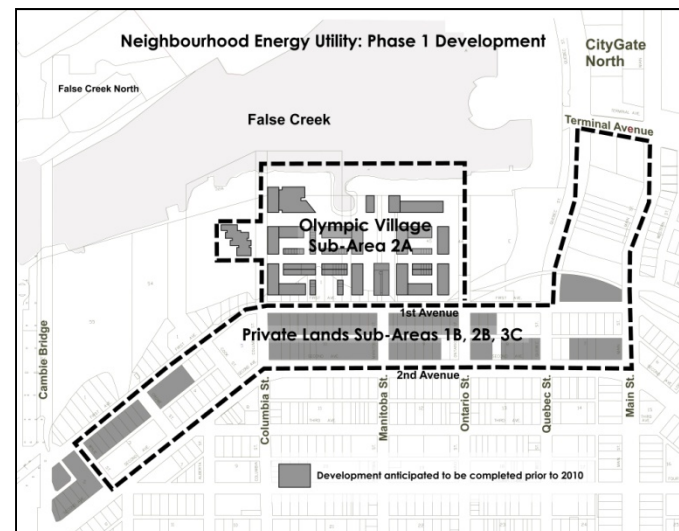 Neighbourhood Energy Utility: Phase 1 Development
CityGate
North
False Creek North
Terminal Avenue
False Creek
Olympic Village
Sub-Area 2A
1st Avenue
Private Lands Sub-Areas 1B, 2B, 3C
2nd Avenue
Cambie Bridge
Columbia St.
Manitoba St.
Ontario St.
Quebec St.
Main St.
Development anticipated to be completed prior to 2010